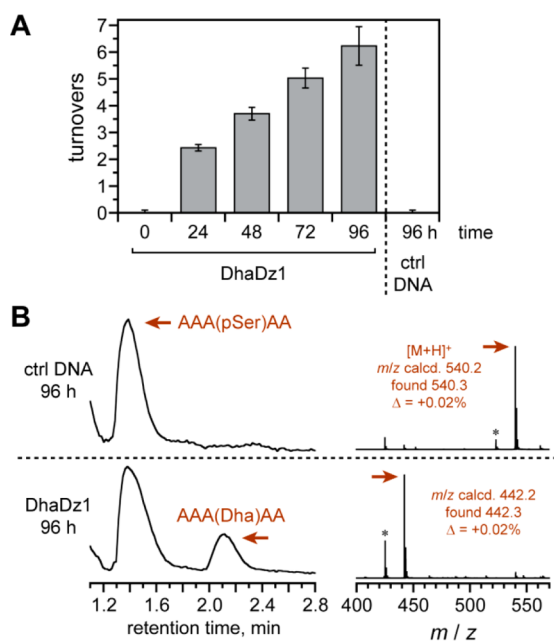 A
turnovers
7
6
5
4
3
2
1
0
0 24 48 72 96 96 h time
DhaDz1 ctrl
DNA
B
ctrl DNA
96 h
AAA(pSer)AA
[M+H]+
m/z calcd. 540.2
found 540.3
Δ = +0.02%
*
DhaDz1
96 h
AAA(Dha)AA
m/z calcd. 442.2
found 442.3
Δ = +0.02%
*
1.2 1.6 2.0 2.4 2.8
retention time, min
400 450 500 550
m / z